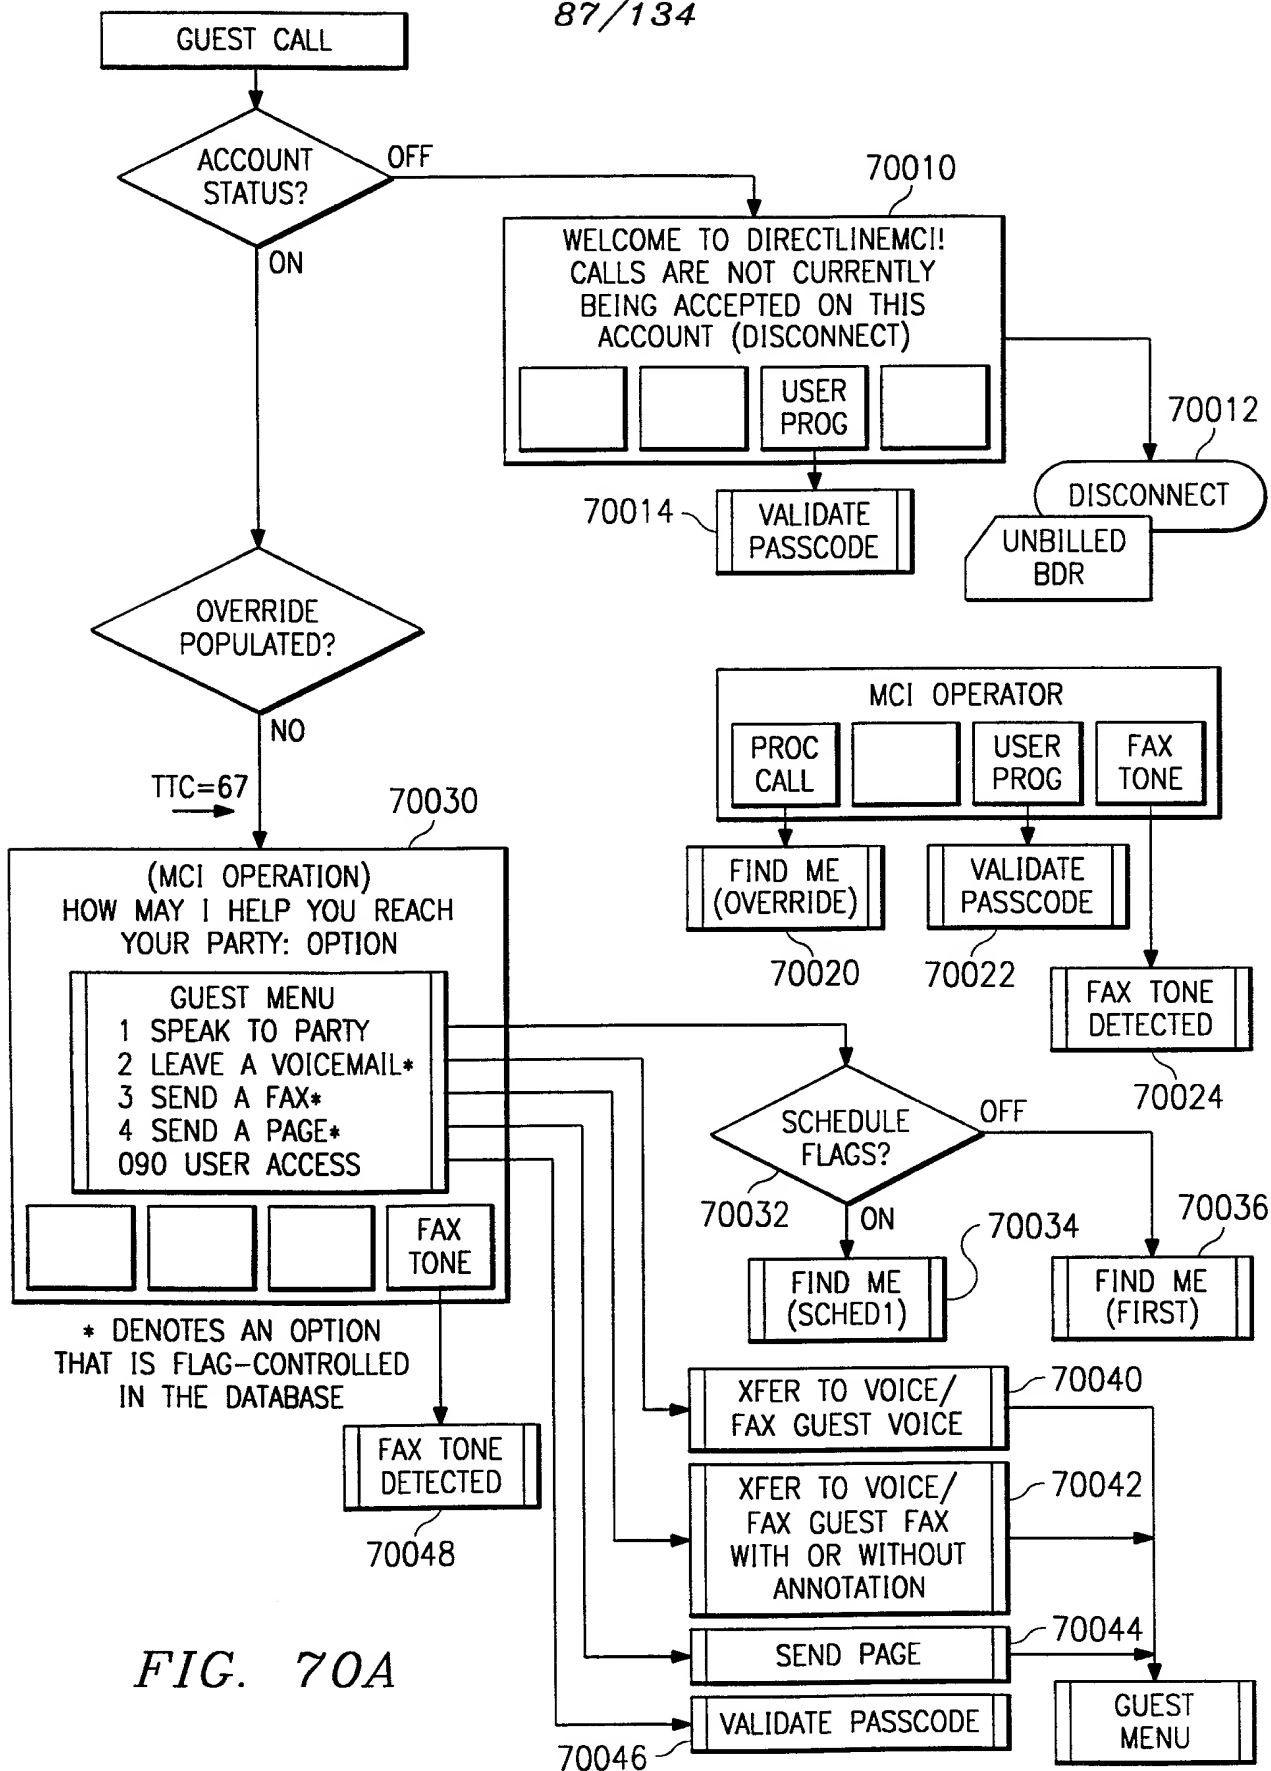 87/134
GUEST CALL
ACCOUNT
STATUS?
OFF
ON
70010
WELCOME TO DIRECTLINEMCI!
CALLS ARE NOT CURRENTLY
BEING ACCEPTED ON THIS
ACCOUNT (DISCONNECT)
USER
PROG
70012
DISCONNECT
UNBILLED
BDR
70014
VALIDATE
PASSCODE
OVERRIDE
POPULATED?
NO
TTC=67
MCI OPERATOR
PROC
CALL
USER
PROG
FAX
TONE
FIND ME
(OVERRIDE)
70020
VALIDATE
PASSCODE
70022
FAX TONE
DETECTED
70024
70030
(MCI OPERATION)
HOW MAY I HELP YOU REACH
YOUR PARTY: OPTION
GUEST MENU
1 SPEAK TO PARTY
2 LEAVE A VOICEMAIL*
3 SEND A FAX*
4 SEND A PAGE*
090 USER ACCESS
FAX
TONE
* DENOTES AN OPTION
THAT IS FLAG-CONTROLLED
IN THE DATABASE
FAX TONE
DETECTED
70048
SCHEDULE
FLAGS?
OFF
70032
ON
70034
FIND ME
(SCHED1)
70036
FIND ME
(FIRST)
XFER TO VOICE/
FAX GUEST VOICE
70040
XFER TO VOICE/
FAX GUEST FAX
WITH OR WITHOUT
ANNOTATION
70042
SEND PAGE
70044
VALIDATE PASSCODE
70046
GUEST
MENU
FIG. 70A